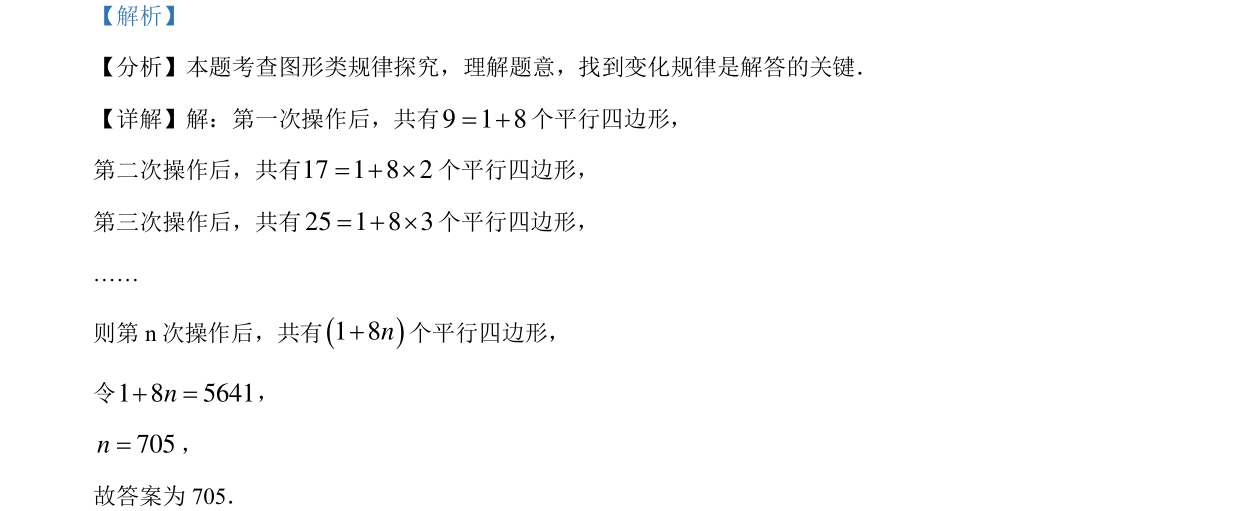 【解析】
【分析】本题考查图形类规律探究，理解题意，找到变化规律是解答的关键．
【详解】解：第一次操作后，共有9=1+8个平行四边形，
第二次操作后，共有17=1+8×2个平行四边形，
第三次操作后，共有25=1+8×3个平行四边形，
……
则第n次操作后，共有(1+8n)个平行四边形，
令1+8n=5641，
n=705，
故答案为705．